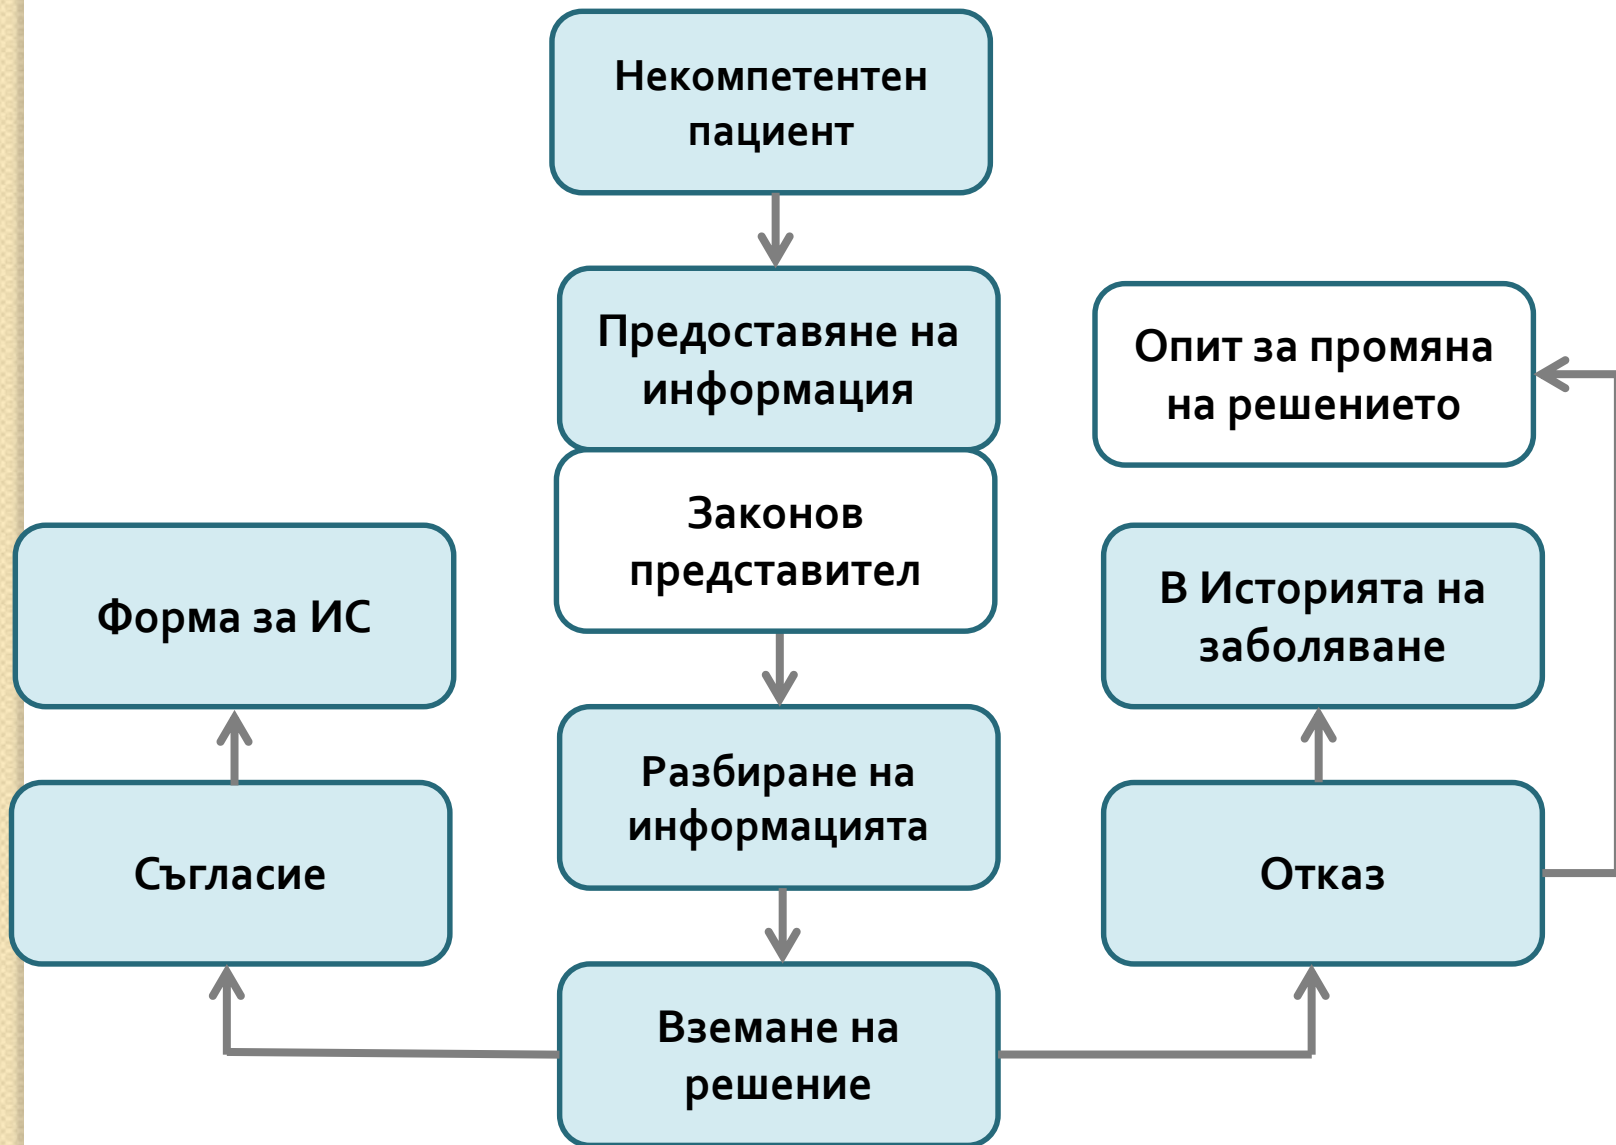 Некомпетентен
пациент
Предоставяне на
информация
Законов
представител
Опит за промяна
на решението
Форма за ИС
В Историята на
заболяване
Разбиране на
информацията
Съгласие
Отказ
Вземане на
решение